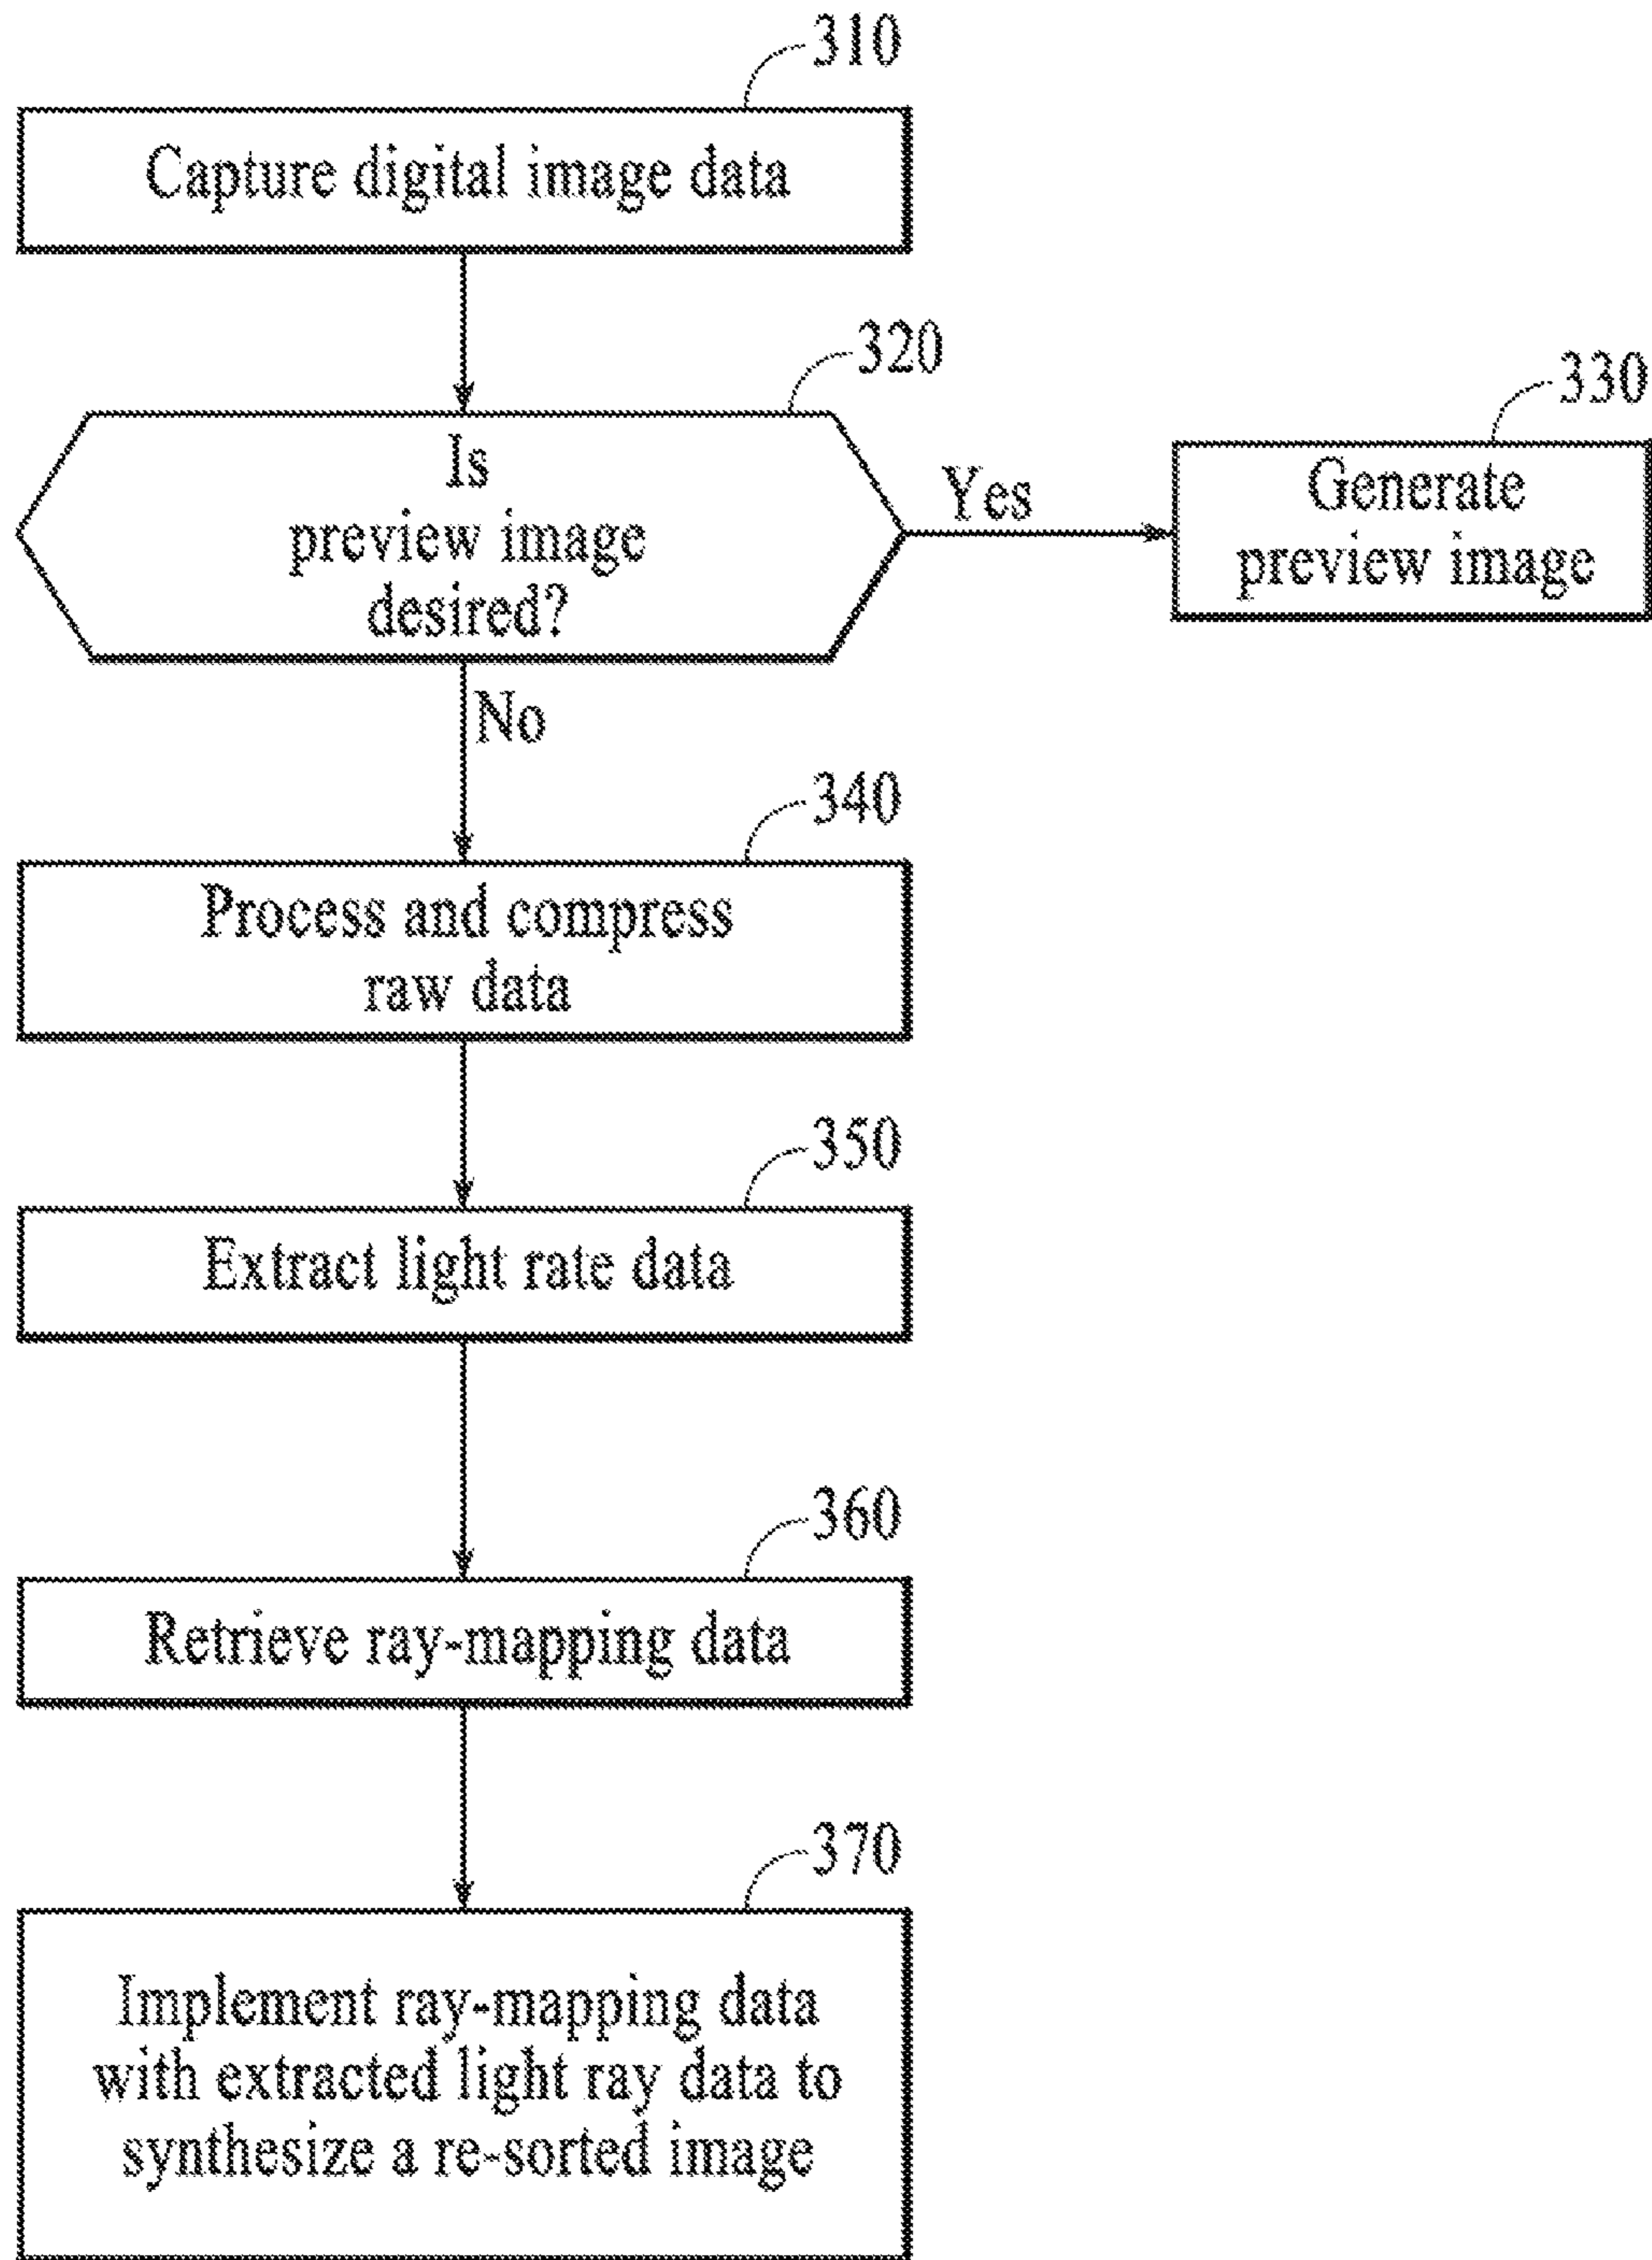 310
Capture digital image data
320
Is
preview image
desired?
Yes
330
Generate
preview image
No
340
Process and compress
raw data
350
Extract light rate data
360
Retrieve ray-mapping data
370
Implement ray-mapping data
with extracted light ray data to
synthesize a re-sorted image